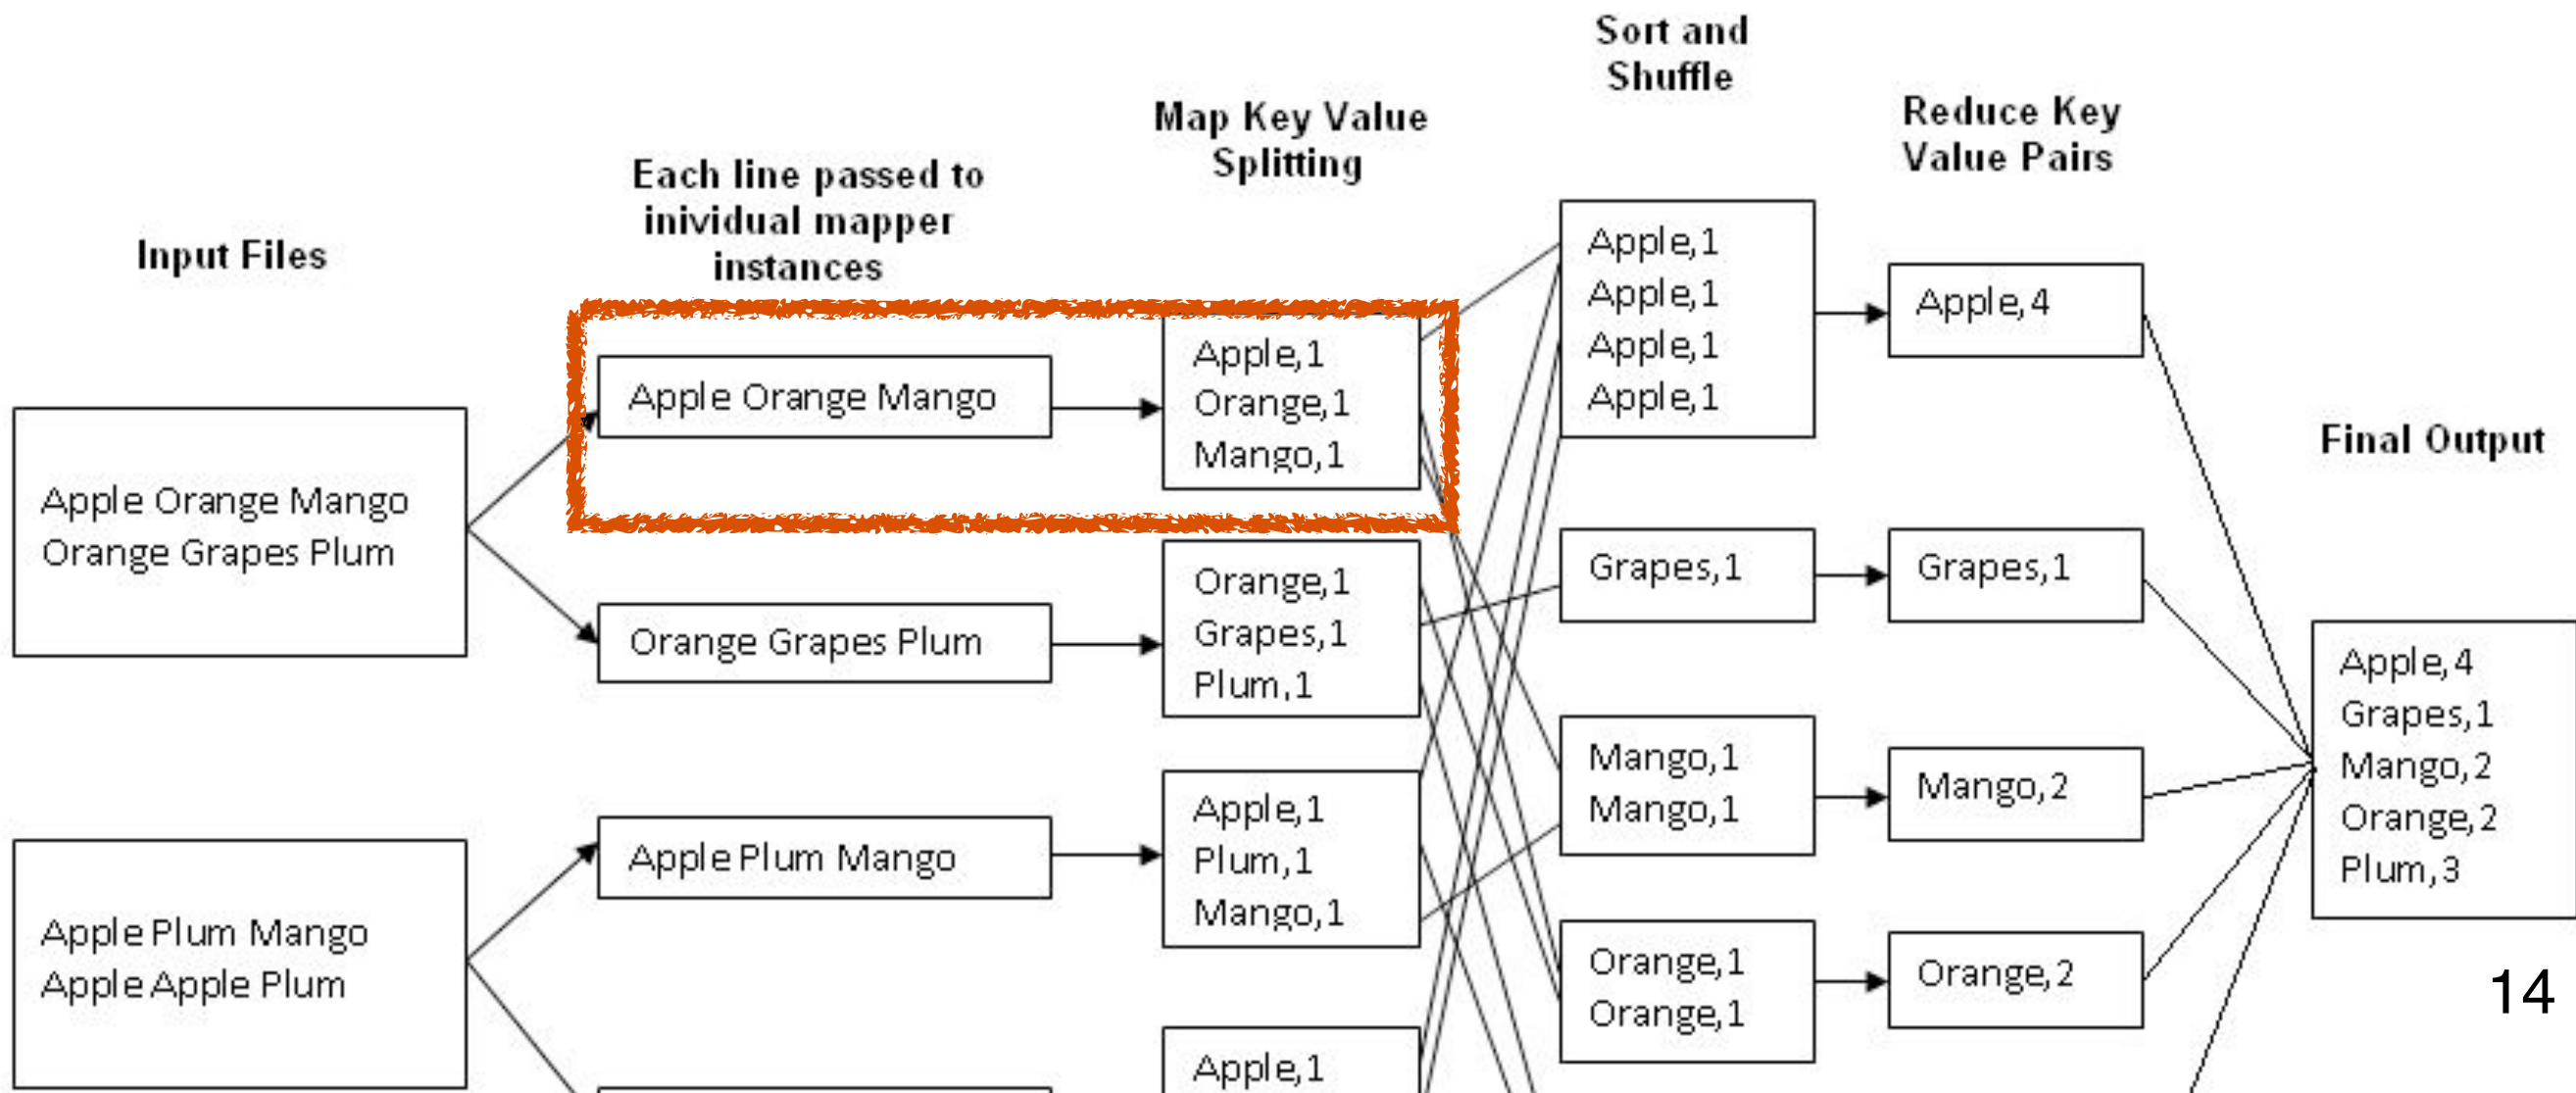 Sort and
Shuffle
Map Key Value
Splitting
Reduce Key
Value Pairs
Each line passed to
inividual mapper
instances
Input Files
Final Output
Apple Orange Mango
Orange Grapes Plum
Apple Plum Mango
Apple Apple Plum
Apple Orange Mango
Orange Grapes Plum
Apple Plum Mango
Apple,1
Orange,1
Mango,1
Orange,1
Grapes,1
Plum,1
Apple,1
Plum,1
Mango,1
Apple,1
Apple,1
Apple,1
Apple,1
Apple,1
Grapes,1
Mango,1
Mango,1
Orange,1
Orange,1
Apple,4
Grapes,1
Mango,2
Orange,2
Apple,4
Grapes,1
Mango,2
Orange,2
Plum,3
14